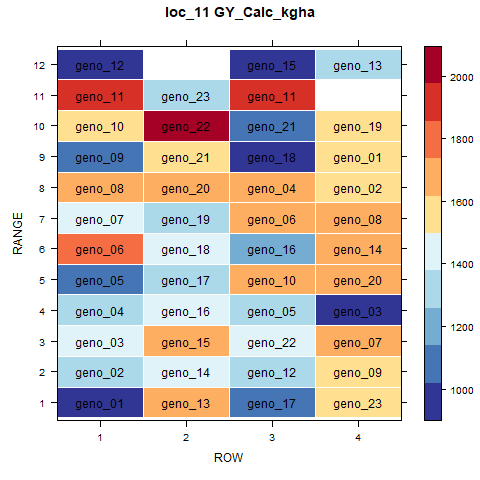 loc_11 GY_Calc_kgha
12 geno_12 geno_15 geno_13
11 geno_11 geno_23 geno_11
10 geno_10 geno_22 geno_21 geno_19
9 geno_09 geno_21 geno_18 geno_01
8 geno_08 geno_20 geno_04 geno_02
7 geno_07 geno_19 geno_06 geno_08
6 geno_06 geno_18 geno_16 geno_14
5 geno_05 geno_17 geno_10 geno_20
4 geno_04 geno_16 geno_05 geno_03
3 geno_03 geno_15 geno_22 geno_07
2 geno_02 geno_14 geno_12 geno_09
1 geno_01 geno_13 geno_17 geno_23
1 2 3 4
ROW
RANGE
2000
1800
1600
1400
1200
1000